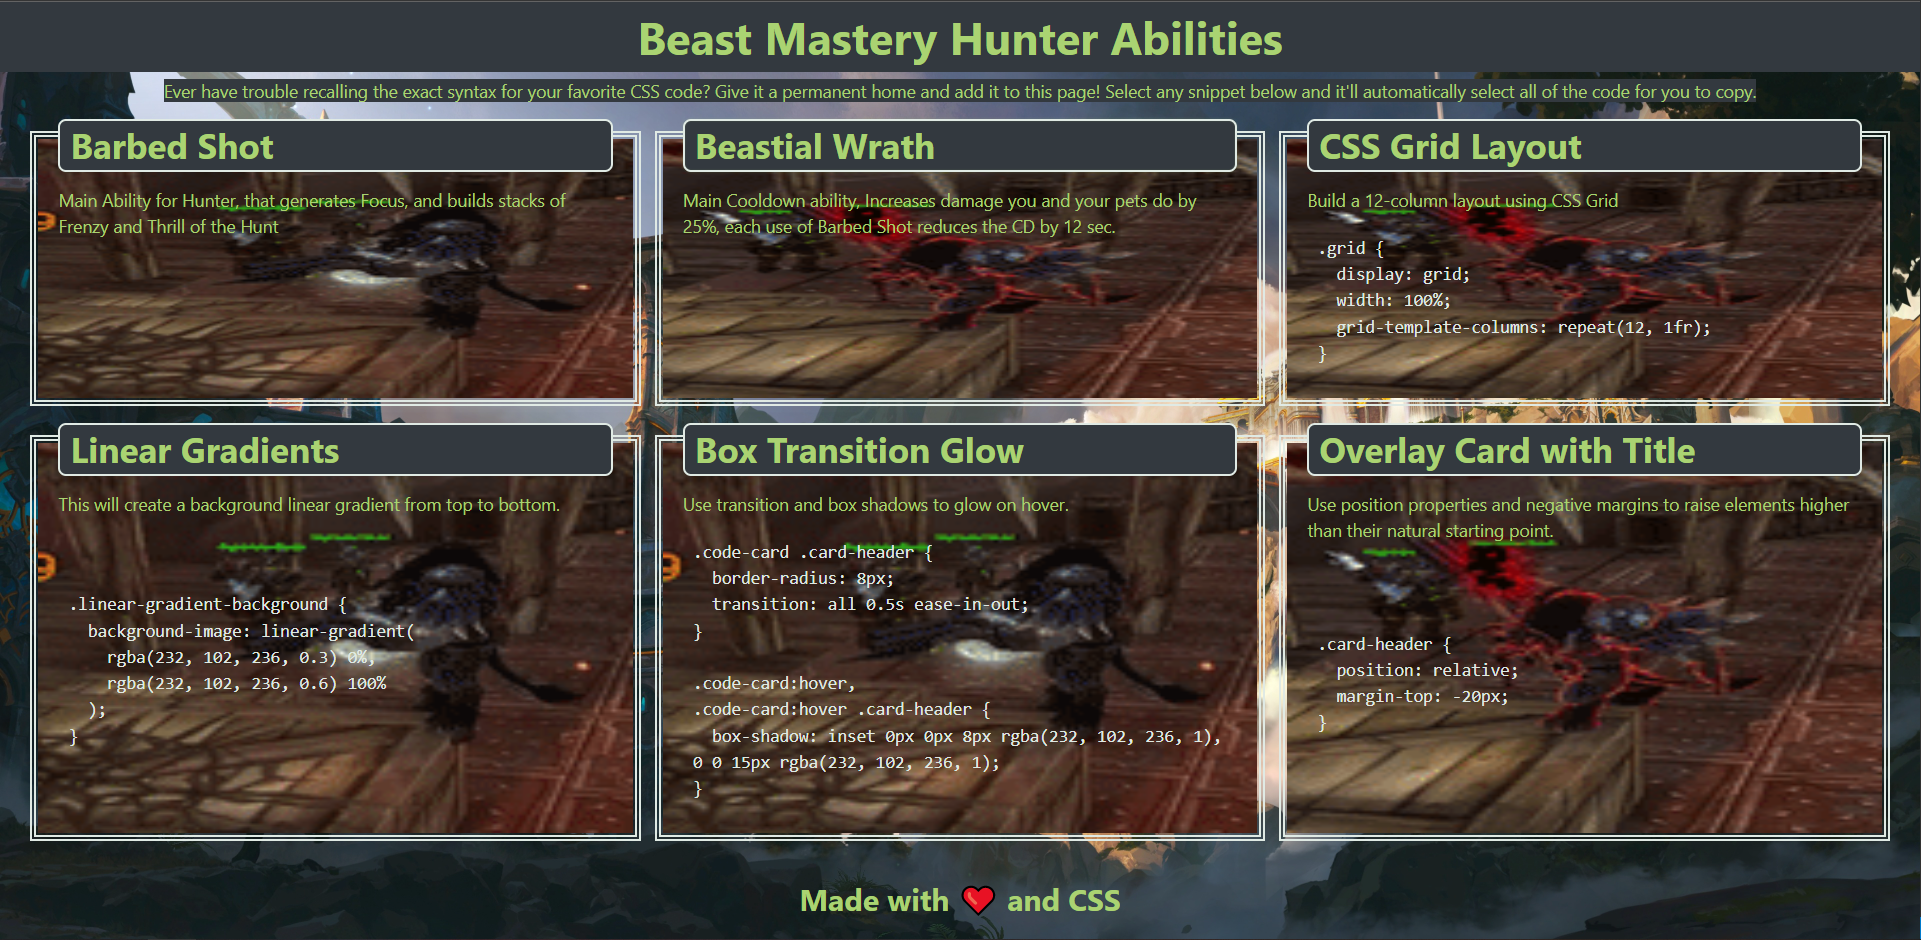 Beast Mastery Hunter Abilities
Ever have trouble recalling the exact syntax for your favorite CSS code? Give it a permanent home and add it to this page! Select any snippet below and it'll automatically select all of the code for you to copy.
Barbed Shot
Main Ability for Hunter, that generates Focus, and builds stacks of
Frenzy and Thrill of the Hunt
Beastial Wrath
Main Cooldown ability, Increases damage you and your pets do by
25%, each use of Barbed Shot reduces the CD by 12 sec.
CSS Grid Layout
Build a 12-column layout using CSS Grid
.grid {
  display: grid;
  width: 100%;
  grid-template-columns: repeat(12, 1fr);
}
Linear Gradients
This will create a background linear gradient from top to bottom.
.linear-gradient-background {
  background-image: linear-gradient(
    rgba(232, 102, 236, 0.3) 0%,
    rgba(232, 102, 236, 0.6) 100%
  );
}
Box Transition Glow
Use transition and box shadows to glow on hover.
.code-card .card-header {
  border-radius: 8px;
  transition: all 0.5s ease-in-out;
}
.code-card:hover,
.code-card:hover .card-header {
  box-shadow: inset 0px 0px 8px rgba(232, 102, 236, 1),
0 0 15px rgba(232, 102, 236, 1);
}
Overlay Card with Title
Use position properties and negative margins to raise elements higher
than their natural starting point.
.card-header {
  position: relative;
  margin-top: -20px;
}
Made with ❤️ and CSS